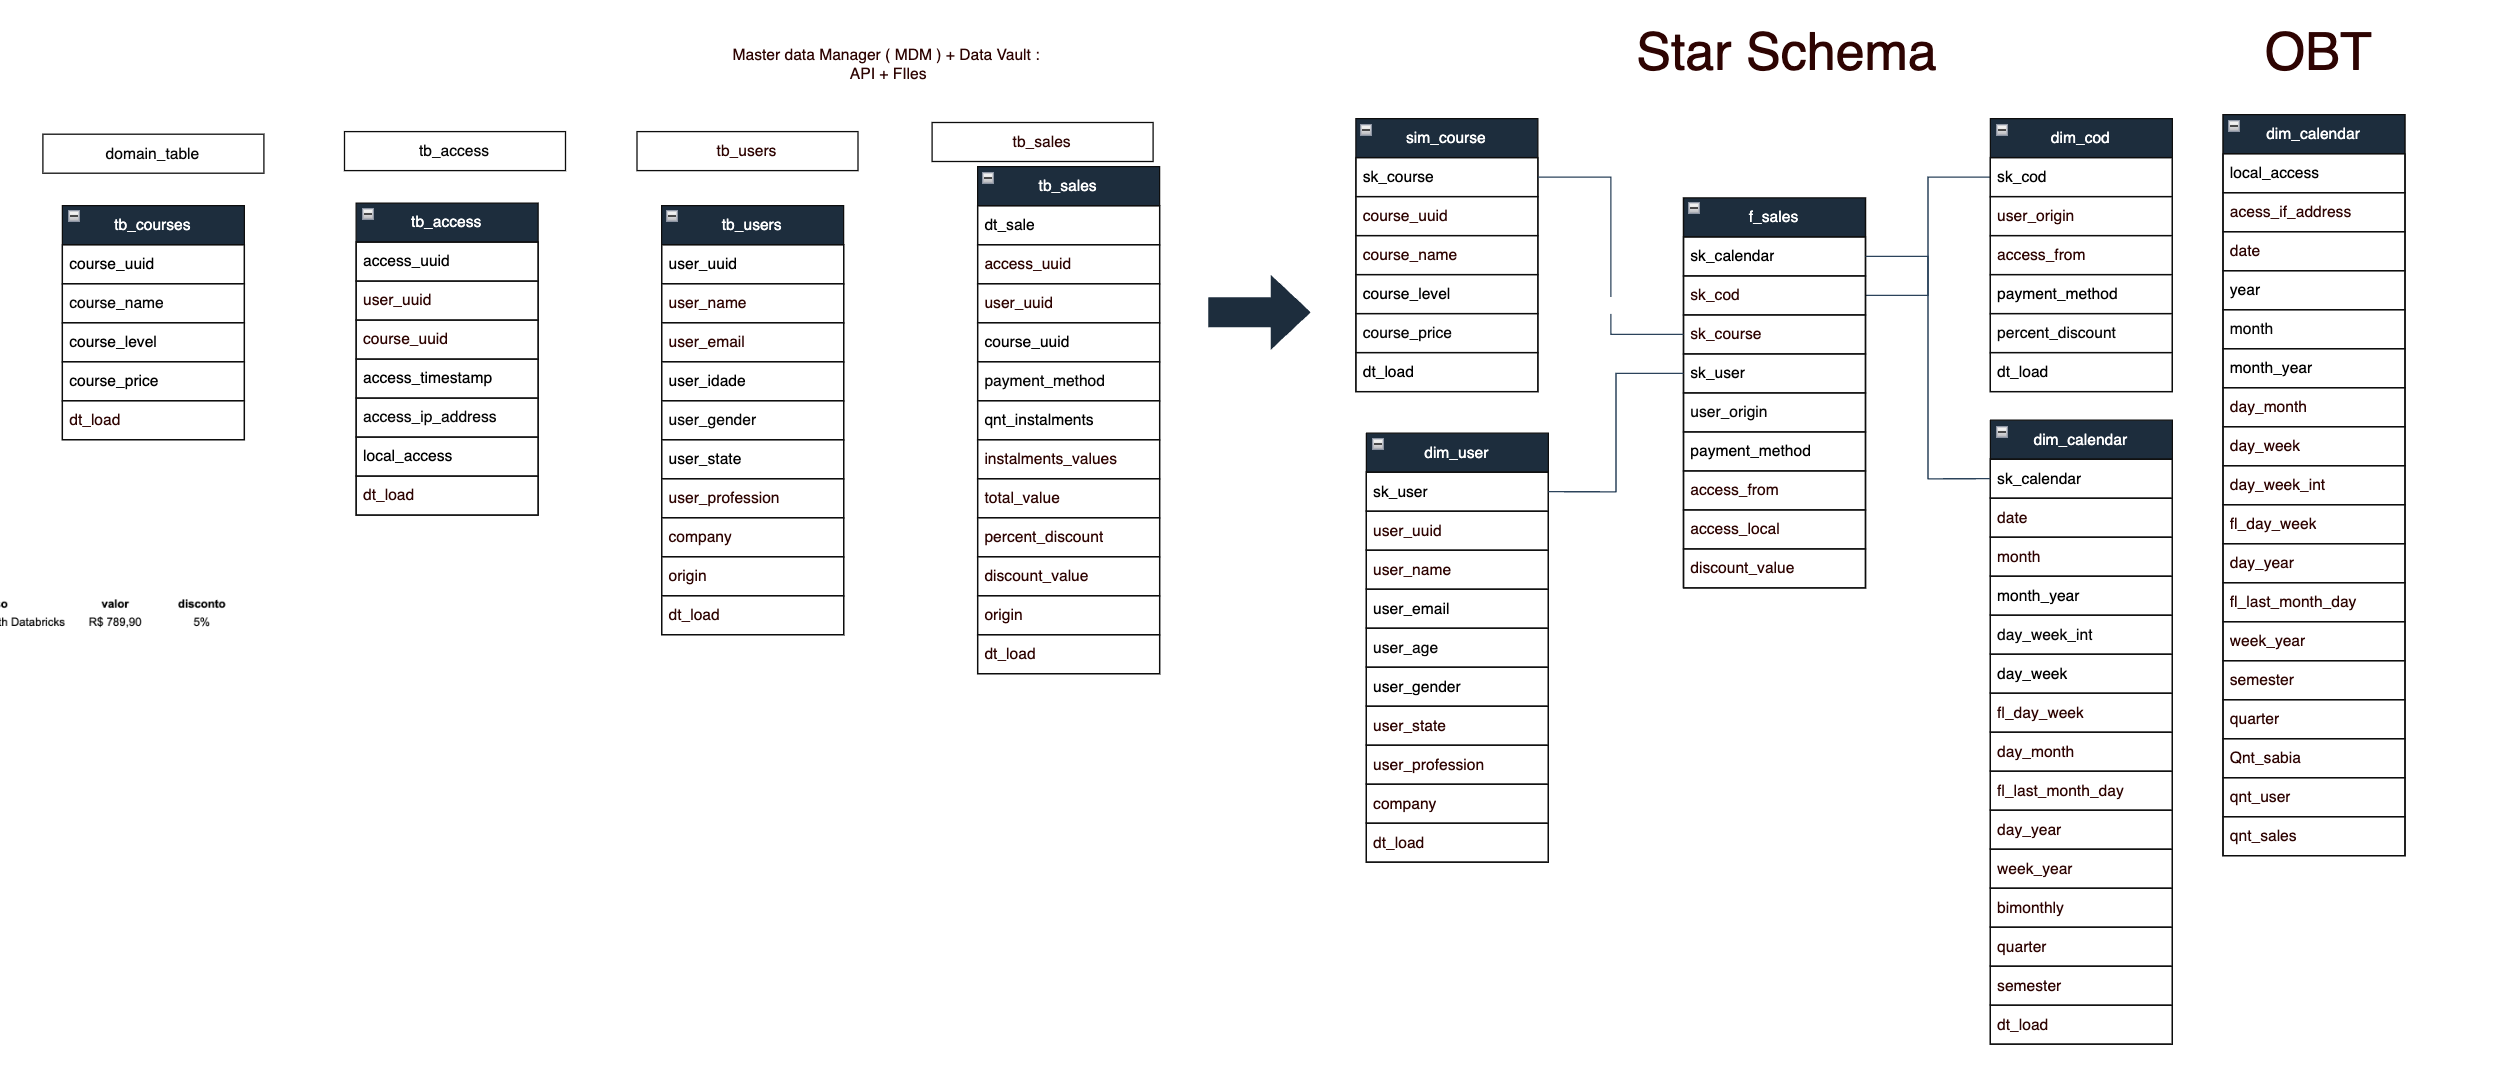 Master data Manager ( MDM ) + Data Vault :
API + FIles
Star Schema
OBT
domain_table
tb_courses
course_uuid
course_name
course_level
course_price
dt_load
tb_access
tb_access
access_uuid
user_uuid
course_uuid
access_timestamp
access_ip_address
local_access
dt_load
tb_users
tb_users
user_uuid
user_name
user_email
user_idade
user_gender
user_state
user_profession
company
origin
dt_load
tb_sales
tb_sales
dt_sale
access_uuid
user_uuid
course_uuid
payment_method
qnt_instalments
instalments_values
total_value
percent_discount
discount_value
origin
dt_load
valor disconto
Databricks R$ 789,90 5%
sim_course
sk_course
course_uuid
course_name
course_level
course_price
dt_load
dim_user
sk_user
user_uuid
user_name
user_email
user_age
user_gender
user_state
user_profession
company
dt_load
f_sales
sk_calendar
sk_cod
sk_course
sk_user
user_origin
payment_method
access_from
access_local
discount_value
dim_cod
sk_cod
user_origin
access_from
payment_method
percent_discount
dt_load
dim_calendar
sk_calendar
date
month
month_year
day_week_int
day_week
fl_day_week
day_month
fl_last_month_day
day_year
week_year
bimonthly
quarter
semester
dt_load
dim_calendar
local_access
acess_if_address
date
year
month
month_year
day_month
day_week
day_week_int
fl_day_week
day_year
fl_last_month_day
week_year
semester
quarter
Qnt_sabia
qnt_user
qnt_sales